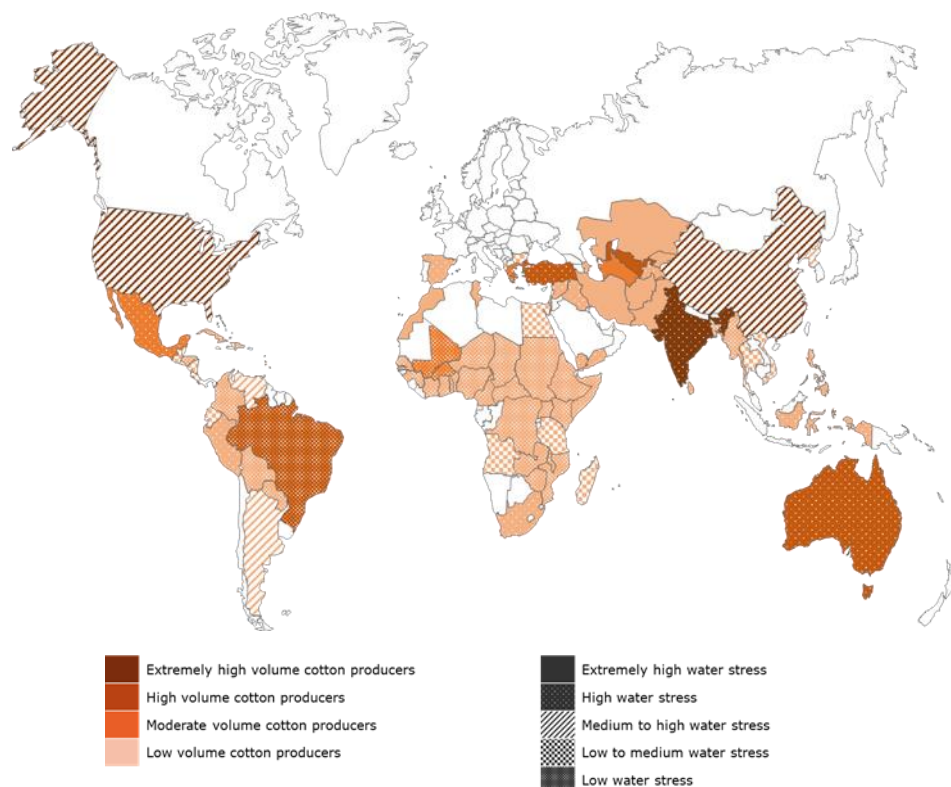 Extremely high volume cotton producers
High volume cotton producers
Moderate volume cotton producers
Low volume cotton producers
Extremely high water stress
High water stress
Medium to high water stress
Low to medium water stress
Low water stress